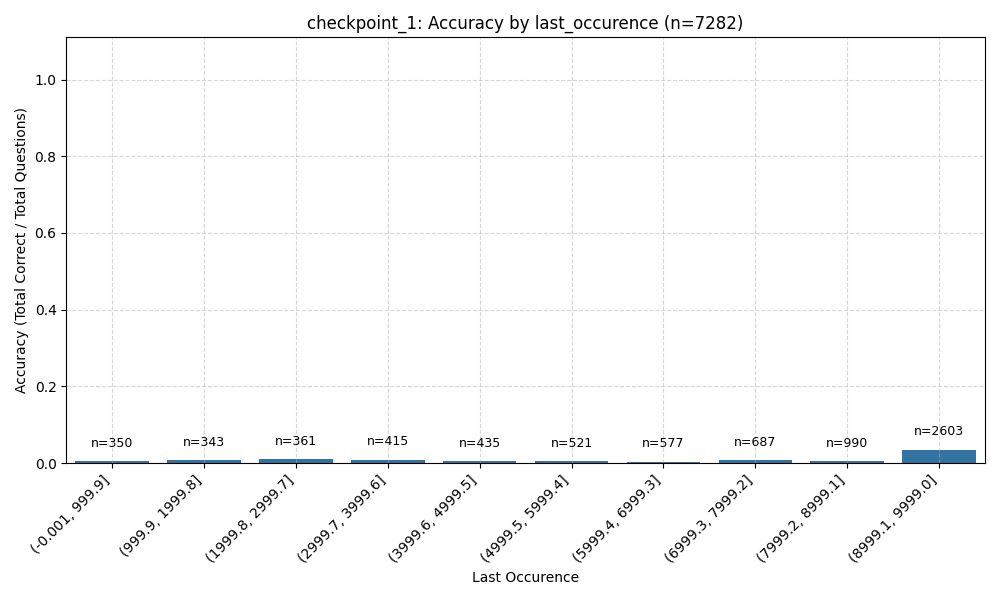 checkpoint_1: Accuracy by last_occurence (n=7282)
Accuracy (Total Correct / Total Questions)
1.0
0.8
0.6
0.4
0.2
0.0
n=350
n=343
n=361
n=415
n=435
n=521
n=577
n=687
n=990
n=2603
(-0.001, 999.9]
(999.9, 1999.8]
(1999.8, 2999.7]
(2999.7, 3999.6]
(3999.6, 4999.5]
(4999.5, 5999.4]
(5999.4, 6999.3]
(6999.3, 7999.2]
(7999.2, 8999.1]
(8999.1, 9999.0]
Last Occurence